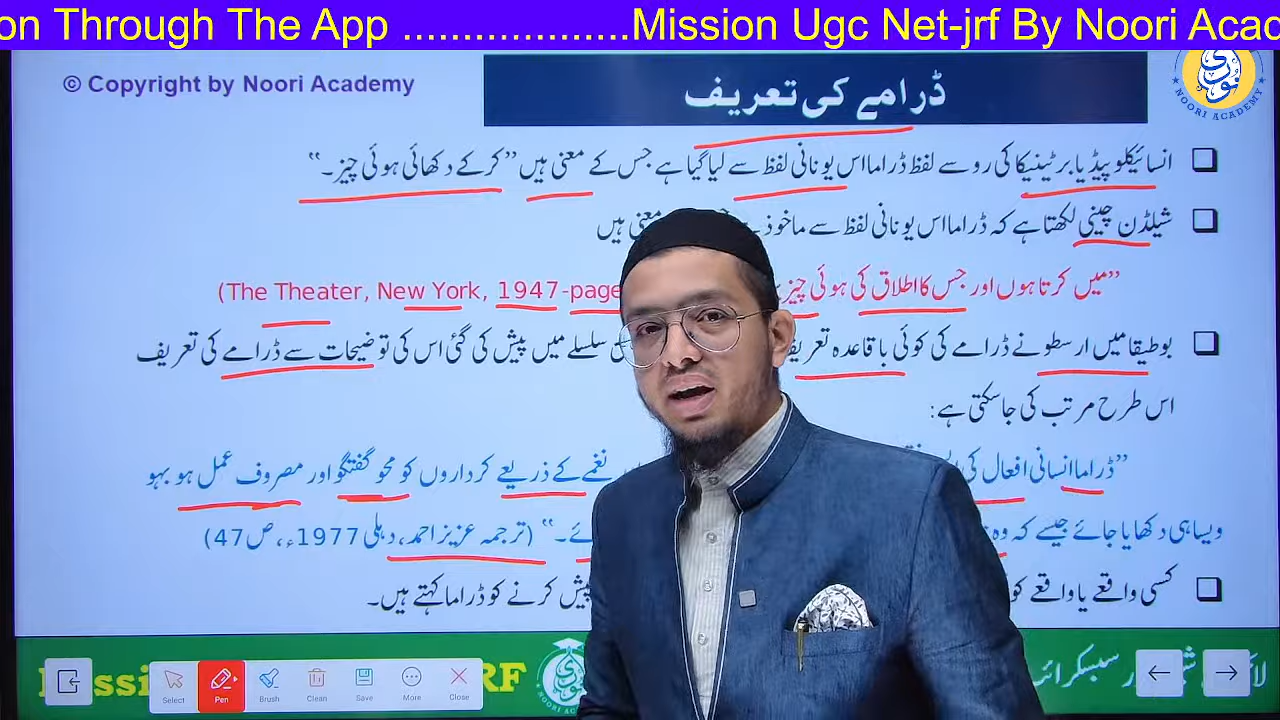 on Through The App ...................Mission Ugc Net-jrf By Noori Acad
© Copyright by Noori Academy
ڈرامے کی تعریف
NOORI ACADEMY
انسائیکلوپیڈیا برٹینیکا کی رو سے لفظ ڈراما اس یونانی لفظ سے لیا گیا ہے جس کے معنی ہیں ”کر کے دکھائی ہوئی چیز۔“
شیلڈن چینی لکھتا ہے کہ ڈراما اس یونانی لفظ سے ماخوذ معنی ہیں
”میں کرتا ہوں اور جس کا اطلاق کی ہوئی چیز (The Theater, New York, 1947-page
بوطیقا میں ارسطو نے ڈرامے کی کوئی باقاعدہ تعریف سلسلے میں پیش کی گئی اس کی توضیحات سے ڈرامے کی تعریف
اس طرح مرتب کی جاسکتی ہے:
”ڈراما انسانی افعال کی نغمے کے ذریعے کرداروں کو محو گفتگو اور مصروف عمل ہو بہو
ویسا ہی دکھایا جائے جیسے کہ وہ (ترجمہ عزیز احمد، دہلی 1977ء، ص 47)
کسی واقعے یا واقعے کو پیش کرنے کو ڈراما کہتے ہیں۔
Select Pen Brush Clean Save More Close